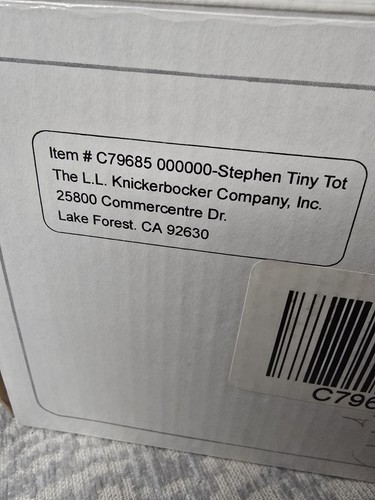 Item # C79685 000000-Stephen Tiny Tot
The L.L. Knickerbocker Company, Inc.
25800 Commercentre Dr.
Lake Forest. CA 92630
C796